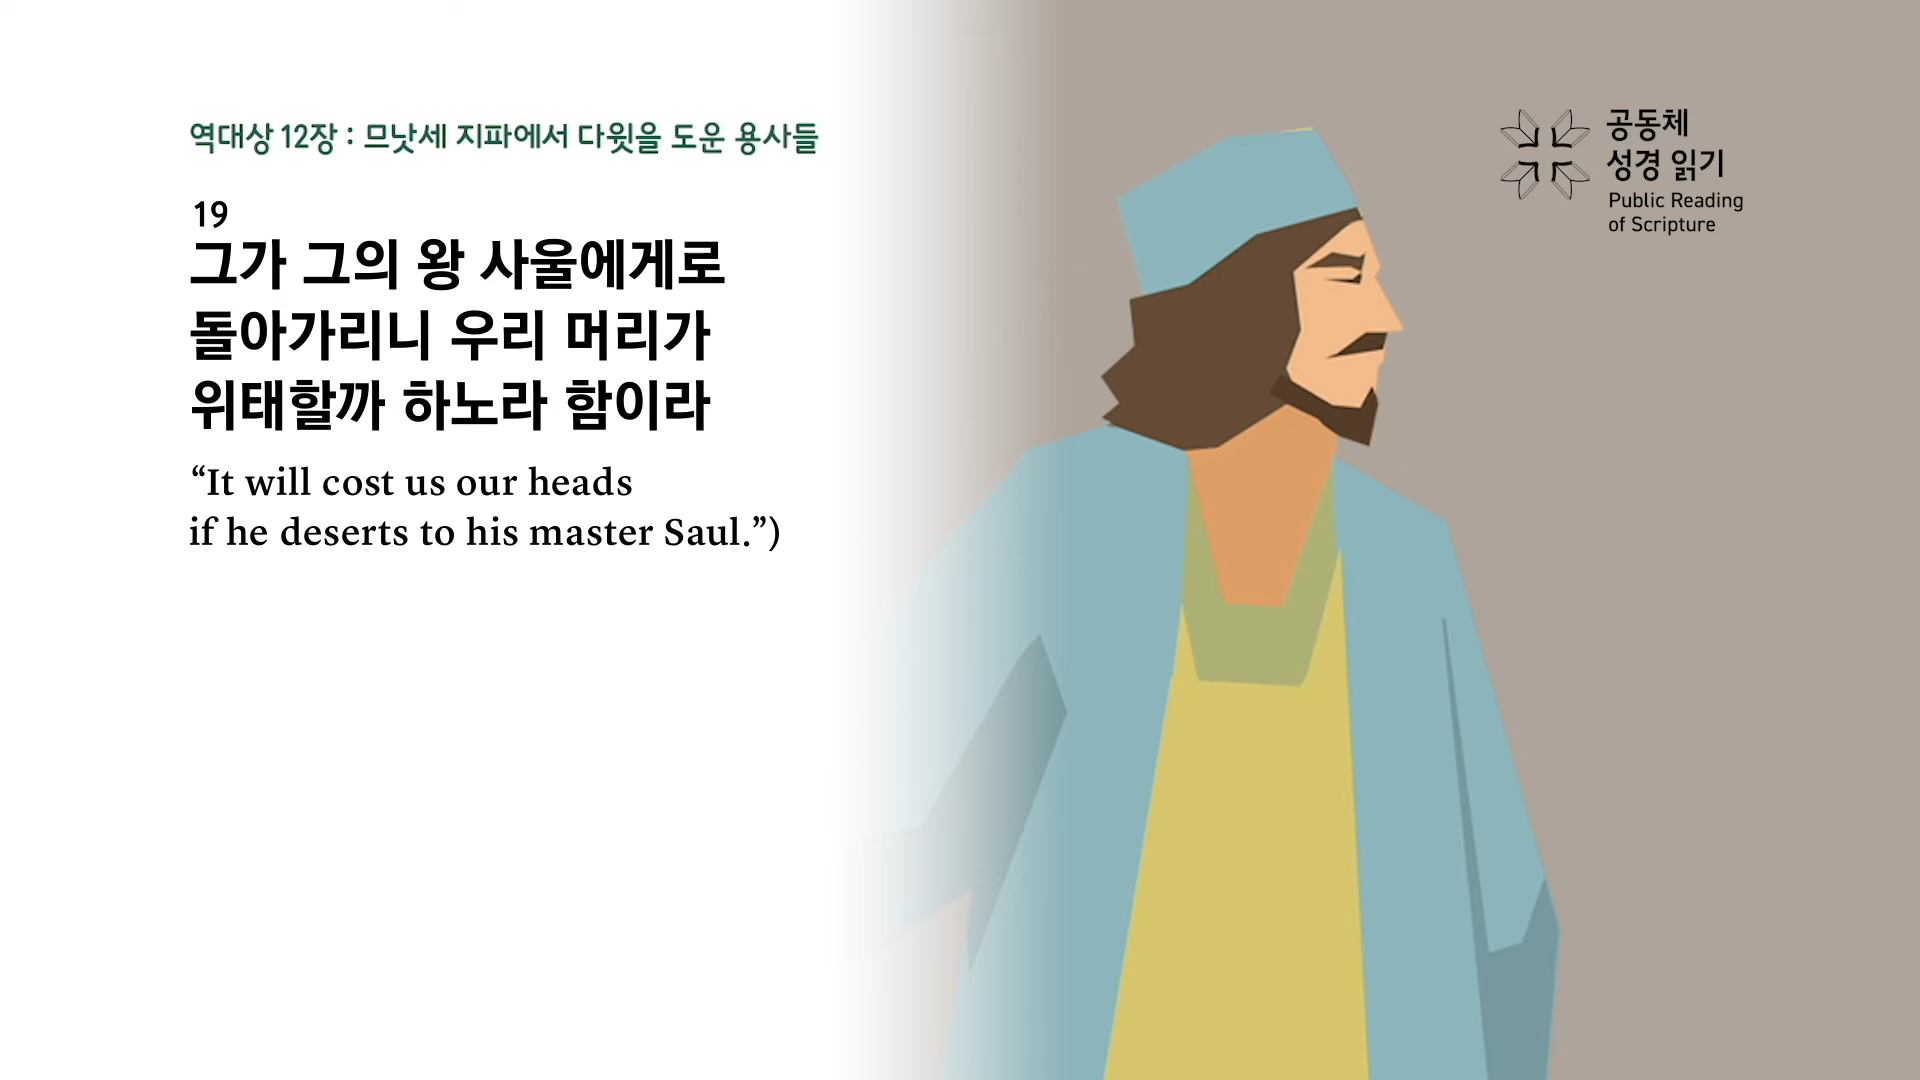 역대상 12장 : 므낫세 지파에서 다윗을 도운 용사들
19
그가 그의 왕 사울에게로
돌아가리니 우리 머리가
위태할까 하노라 함이라
“It will cost us our heads
if he deserts to his master Saul.”)
공동체
성경 읽기
Public Reading
of Scripture